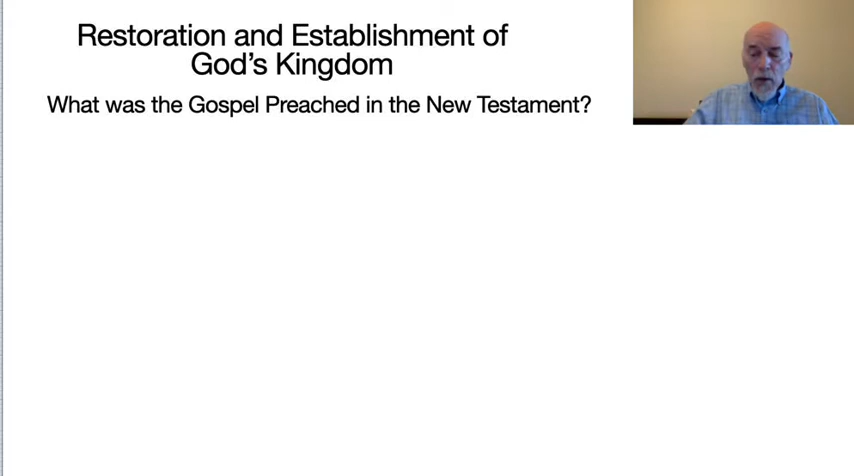 Restoration and Establishment of
God's Kingdom
What was the Gospel Preached in the New Testament?